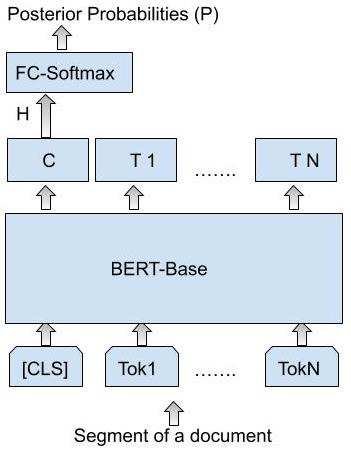 Posterior Probabilities (P)
FC-Softmax
H
C T 1 ....... T N
BERT-Base
[CLS] Tok1 ....... TokN
Segment of a document